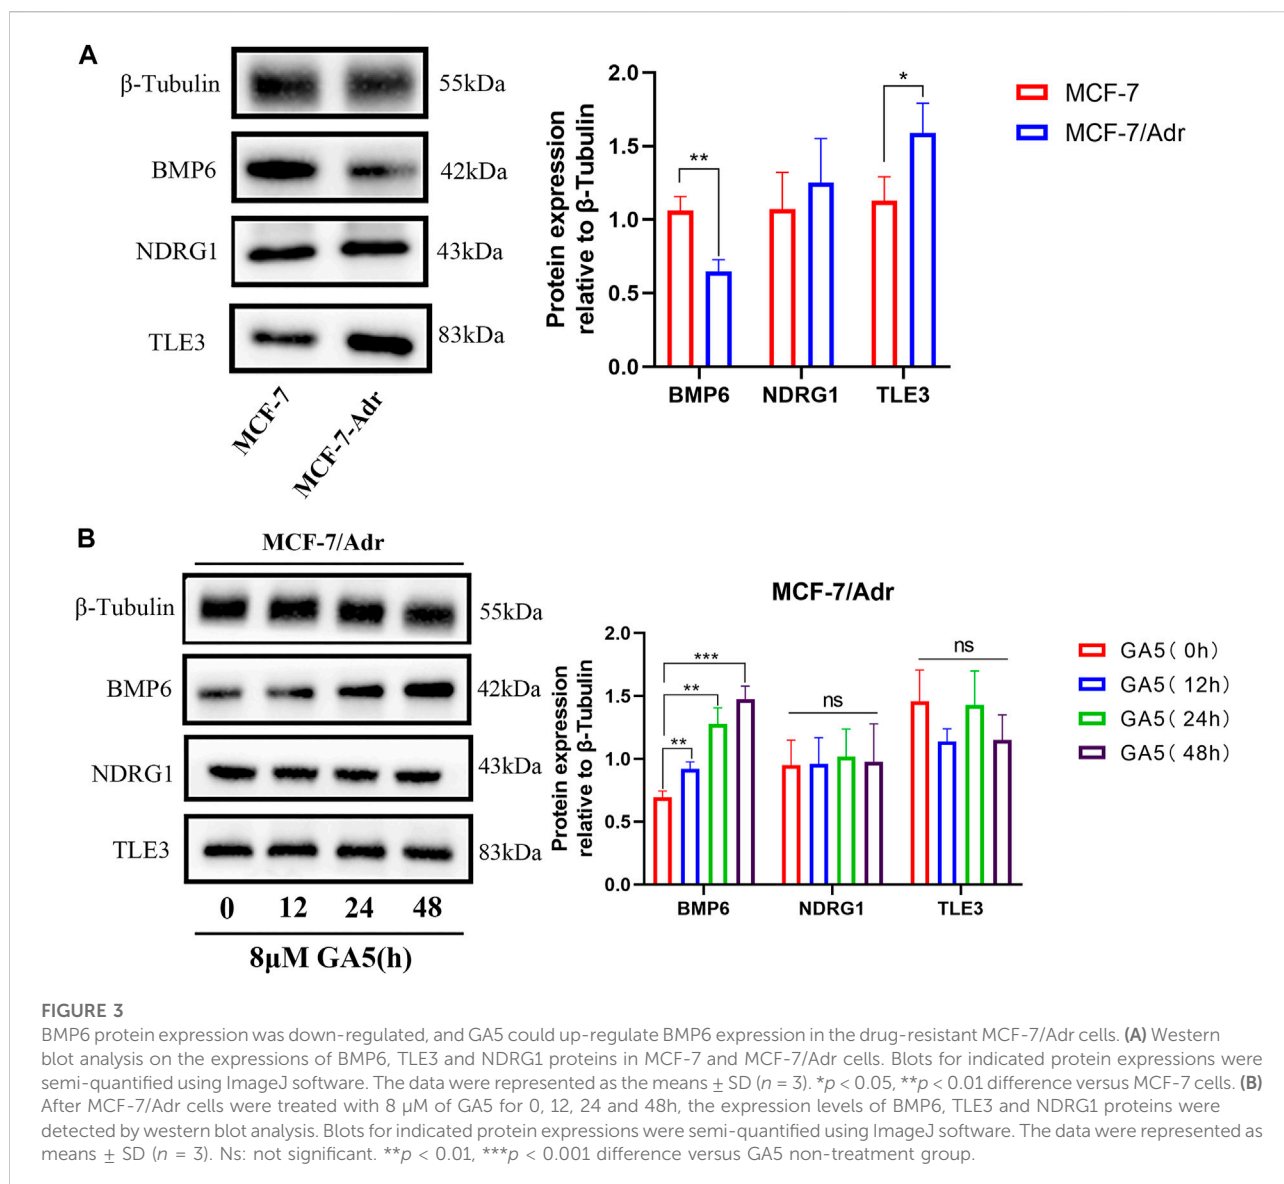 A
β-Tubulin
55kDa
BMP6
42kDa
NDRG1
43kDa
TLE3
83kDa
MCF-7
MCF-7-Adr
Protein expression
relative to β-Tubulin
2.0
1.5
1.0
0.5
0.0
**
*
BMP6
NDRG1
TLE3
MCF-7
MCF-7/Adr
B
MCF-7/Adr
β-Tubulin
55kDa
BMP6
42kDa
NDRG1
43kDa
TLE3
83kDa
0 12 24 48
8μM GA5(h)
MCF-7/Adr
Protein expression
relative to β-Tubulin
2.0
1.5
1.0
0.5
0.0
***
**
**
ns
ns
BMP6
NDRG1
TLE3
GA5( 0h)
GA5( 12h)
GA5( 24h)
GA5( 48h)
FIGURE 3
BMP6 protein expression was down-regulated, and GA5 could up-regulate BMP6 expression in the drug-resistant MCF-7/Adr cells. (A) Western
blot analysis on the expressions of BMP6, TLE3 and NDRG1 proteins in MCF-7 and MCF-7/Adr cells. Blots for indicated protein expressions were
semi-quantified using ImageJ software. The data were represented as the means ± SD (n = 3). *p < 0.05, **p < 0.01 difference versus MCF-7 cells. (B)
After MCF-7/Adr cells were treated with 8 μM of GA5 for 0, 12, 24 and 48h, the expression levels of BMP6, TLE3 and NDRG1 proteins were
detected by western blot analysis. Blots for indicated protein expressions were semi-quantified using ImageJ software. The data were represented as
means ± SD (n = 3). Ns: not significant. **p < 0.01, ***p < 0.001 difference versus GA5 non-treatment group.